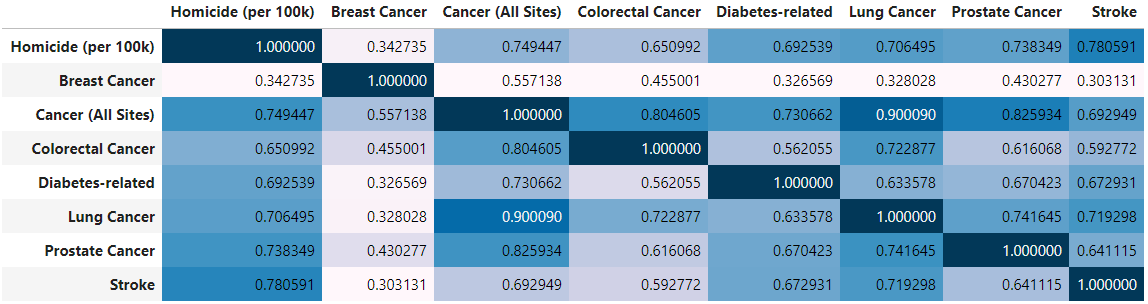 Homicide (per 100k) Breast Cancer Cancer (All Sites) Colorectal Cancer Diabetes-related Lung Cancer Prostate Cancer Stroke
Homicide (per 100k) 1.000000 0.342735 0.749447 0.650992 0.692539 0.706495 0.738349 0.780591
Breast Cancer 0.342735 1.000000 0.557138 0.455001 0.326569 0.328028 0.430277 0.303131
Cancer (All Sites) 0.749447 0.557138 1.000000 0.804605 0.730662 0.900090 0.825934 0.692949
Colorectal Cancer 0.650992 0.455001 0.804605 1.000000 0.562055 0.722877 0.616068 0.592772
Diabetes-related 0.692539 0.326569 0.730662 0.562055 1.000000 0.633578 0.670423 0.672931
Lung Cancer 0.706495 0.328028 0.900090 0.722877 0.633578 1.000000 0.741645 0.719298
Prostate Cancer 0.738349 0.430277 0.825934 0.616068 0.670423 0.741645 1.000000 0.641115
Stroke 0.780591 0.303131 0.692949 0.592772 0.672931 0.719298 0.641115 1.000000